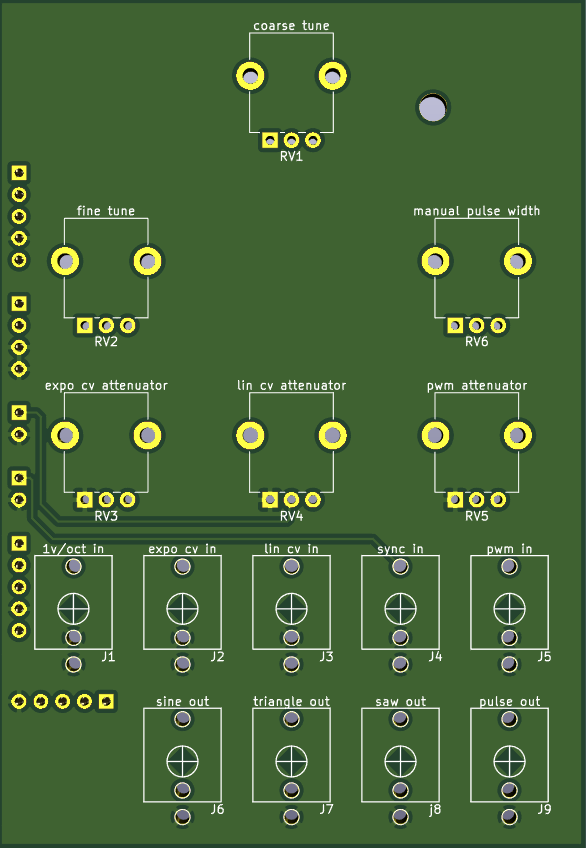 coarse tune
RV1
fine tune
manual pulse width
RV2
RV6
expo cv attenuator
lin cv attenuator
pwm attenuator
RV3
RV4
RV5
1v/oct in
expo cv in
lin cv in
sync in
pwm in
J1
J2
J3
J4
J5
sine out
triangle out
saw out
pulse out
J6
J7
j8
J9